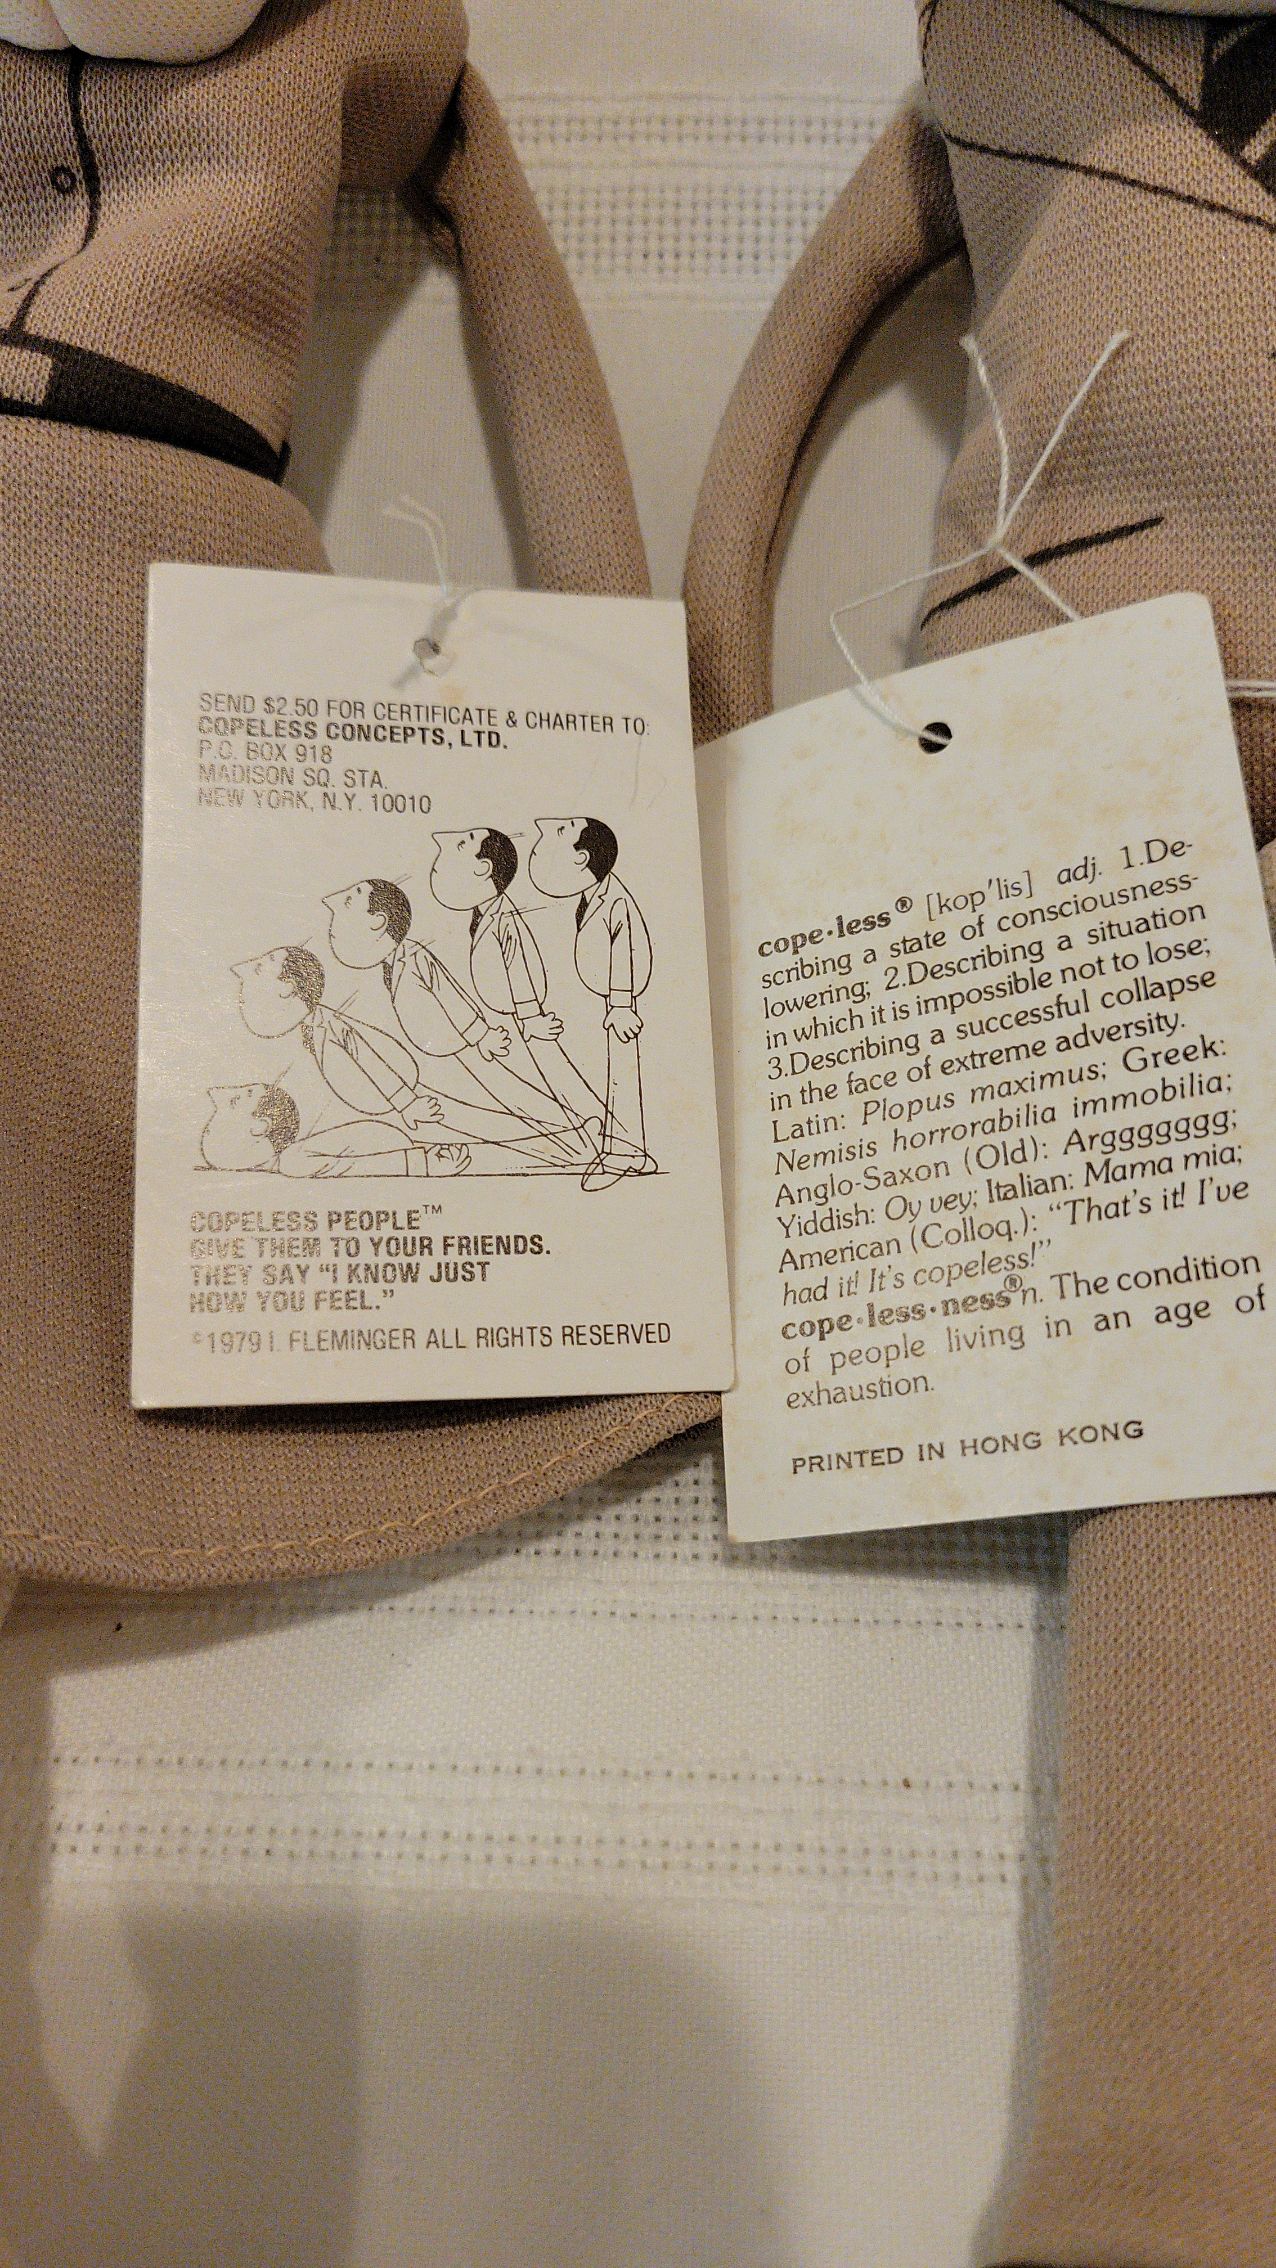 SEND $2.50 FOR CERTIFICATE & CHARTER TO:
COPELESS CONCEPTS, LTD.
P.O. BOX 918
MADISON SQ. STA.
NEW YORK, N.Y. 10010
COPELESS PEOPLE™
GIVE THEM TO YOUR FRIENDS.
THEY SAY “I KNOW JUST
HOW YOU FEEL.”
©1979 I. FLEMINGER ALL RIGHTS RESERVED
cope·less® [kop′lis] adj. 1.De-
scribing a state of consciousness-
lowering; 2.Describing a situation
in which it is impossible not to lose;
3.Describing a successful collapse
in the face of extreme adversity.
Latin: Plopus maximus; Greek:
Nemisis horrorabilia immobilia;
Anglo-Saxon (Old): Arggggggg;
Yiddish: Oy vey; Italian: Mama mia;
American (Colloq.): “That's it! I've
had it! It's copeless!”
cope·less·ness® n. The condition
of people living in an age of
exhaustion.
PRINTED IN HONG KONG